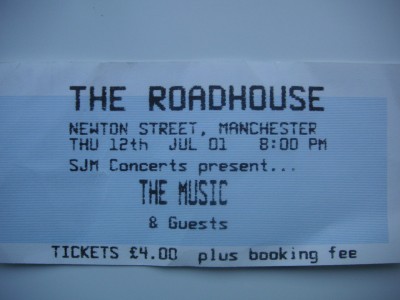 THE ROADHOUSE
NEWTON STREET, MANCHESTER
THU 12th JUL 01 8:00 PM
SJM Concerts present...
THE MUSIC
& Guests
TICKETS £4.00 plus booking fee